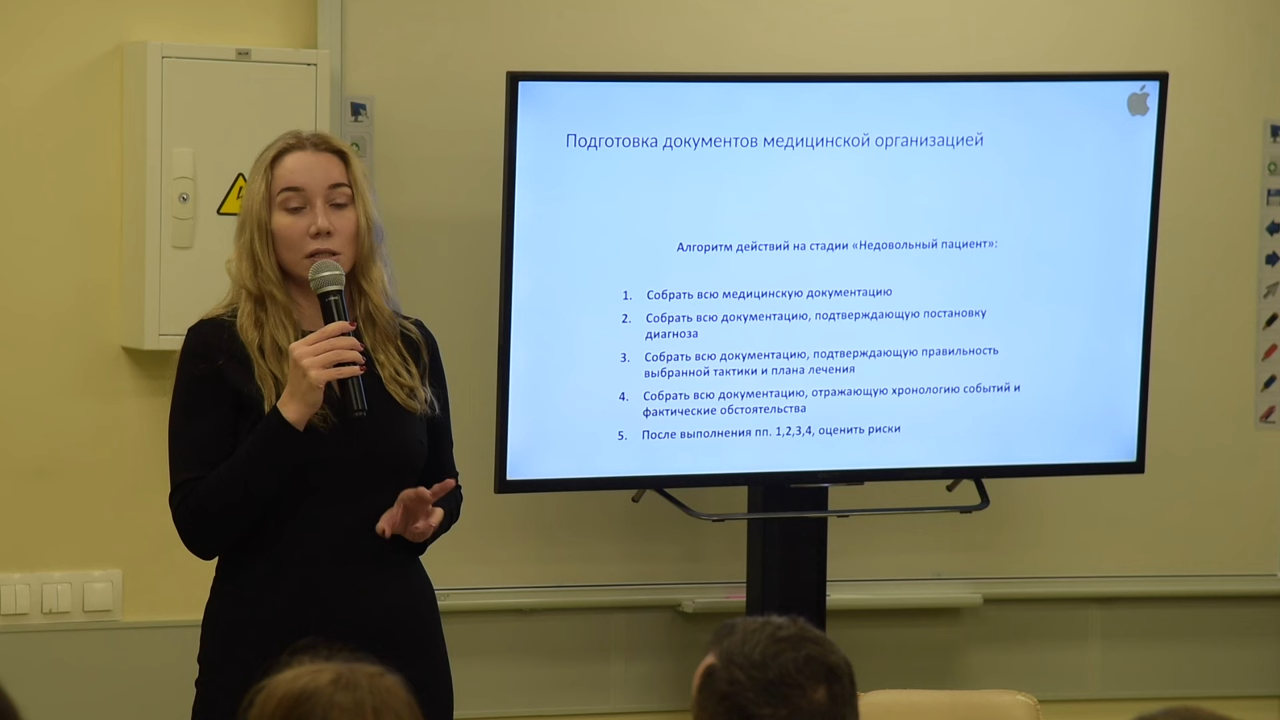 Подготовка документов медицинской организацией
Алгоритм действий на стадии «Недовольный пациент»:
1. Собрать всю медицинскую документацию
2. Собрать всю документацию, подтверждающую постановку
диагноза
3. Собрать всю документацию, подтверждающую правильность
выбранной тактики и плана лечения
4. Собрать всю документацию, отражающую хронологию событий и
фактические обстоятельства
5. После выполнения пп. 1,2,3,4, оценить риски